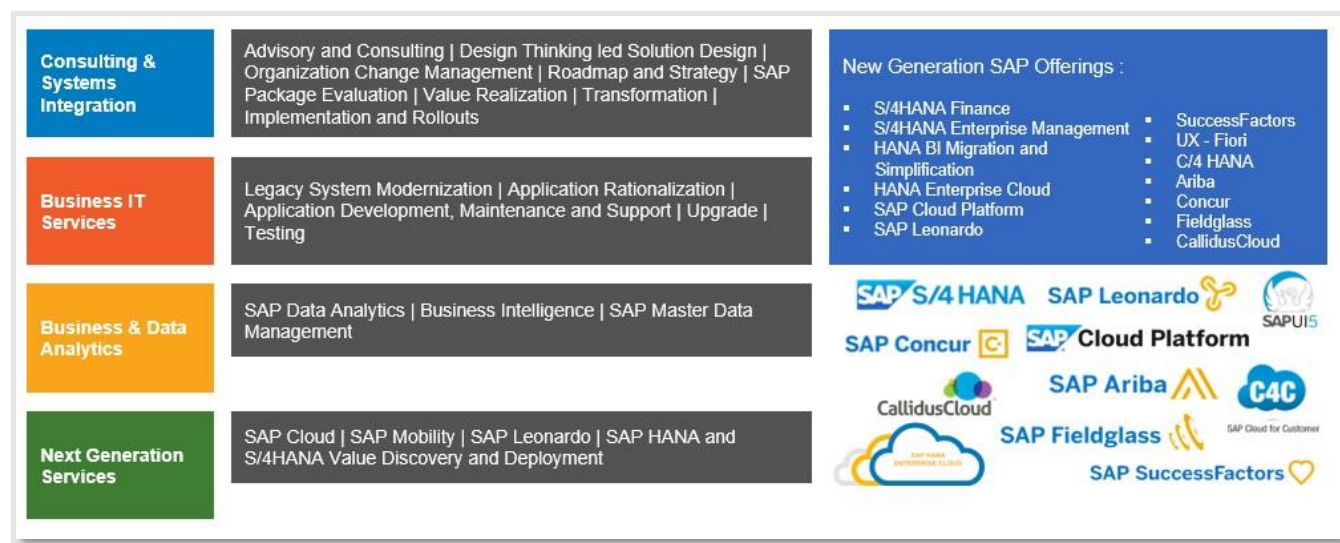 Consulting &
Systems
Integration
Advisory and Consulting | Design Thinking led Solution Design |
Organization Change Management | Roadmap and Strategy | SAP
Package Evaluation | Value Realization | Transformation |
Implementation and Rollouts
Business IT
Services
Legacy System Modernization | Application Rationalization |
Application Development, Maintenance and Support | Upgrade |
Testing
Business & Data
Analytics
SAP Data Analytics | Business Intelligence | SAP Master Data
Management
Next Generation
Services
SAP Cloud | SAP Mobility | SAP Leonardo | SAP HANA and
S/4HANA Value Discovery and Deployment
New Generation SAP Offerings :
▪ S/4HANA Finance
▪ S/4HANA Enterprise Management
▪ HANA BI Migration and
Simplification
▪ HANA Enterprise Cloud
▪ SAP Cloud Platform
▪ SAP Leonardo
▪ SuccessFactors
▪ UX - Fiori
▪ C/4 HANA
▪ Ariba
▪ Concur
▪ Fieldglass
▪ CallidusCloud
SAP S/4 HANA
SAP Leonardo
SAPUI5
SAP Concur C
SAP Cloud Platform
CallidusCloud
SAP Ariba
C4C
SAP Cloud for Customer
SAP HANA
ENTERPRISE CLOUD
SAP Fieldglass
SAP SuccessFactors